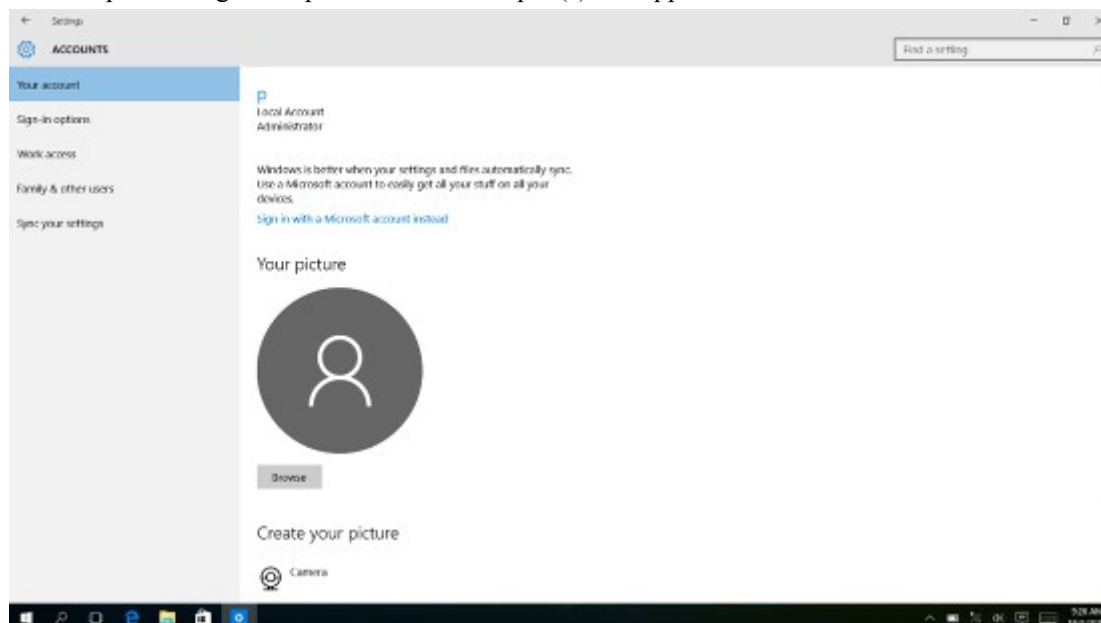 Settings
ACCOUNTS
Find a setting
Your account
Sign-in options
Work access
Family & other users
Sync your settings
p
Local Account
Administrator
Windows is better when your settings and files automatically sync.
Use a Microsoft account to easily get all your stuff on all your
devices.
Sign in with a Microsoft account instead
Your picture
Browse
Create your picture
Camera